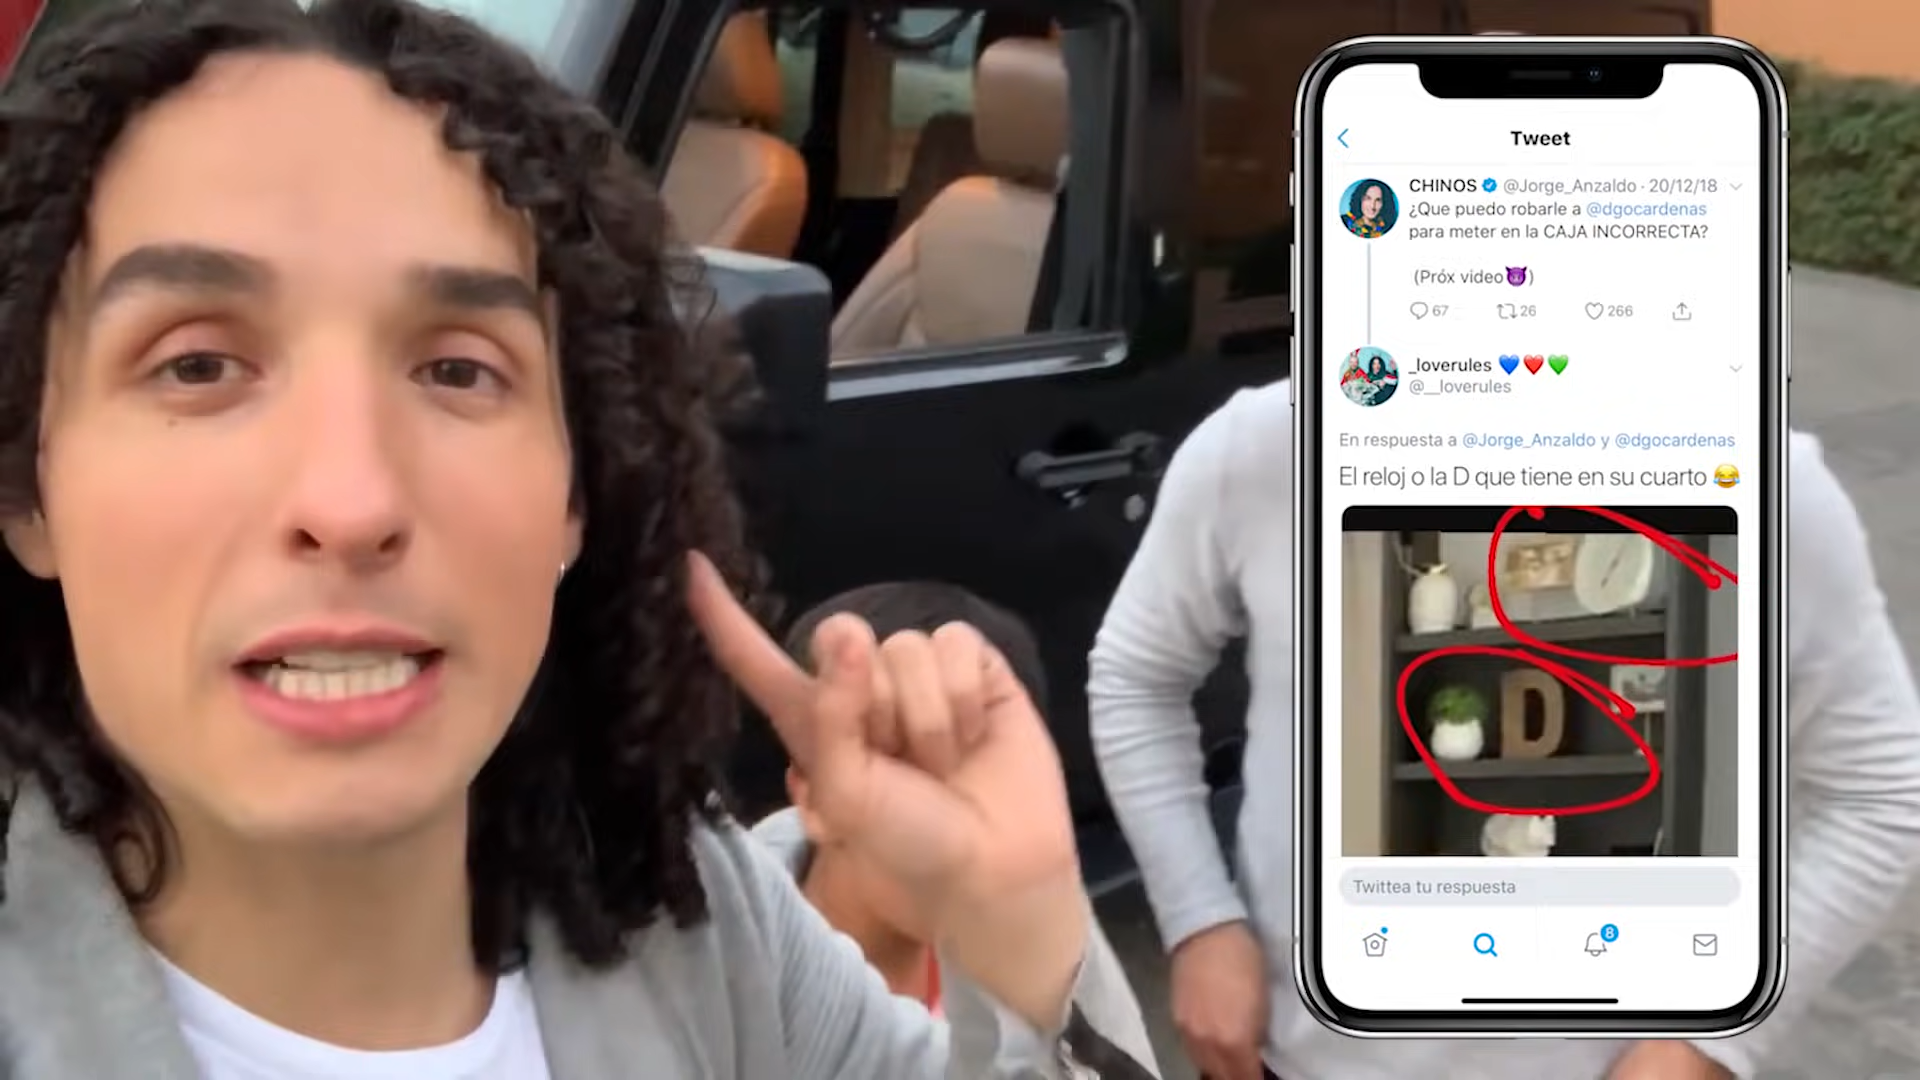 Tweet
CHINOS @Jorge_Anzaldo · 20/12/18
¿Que puedo robarle a @dgocardenas
para meter en la CAJA INCORRECTA?
(Próx video😈)
67 26 266
_loverules 💙❤️💚
@__loverules
En respuesta a @Jorge_Anzaldo y @dgocardenas
El reloj o la D que tiene en su cuarto 😂
D
Twittea tu respuesta
8